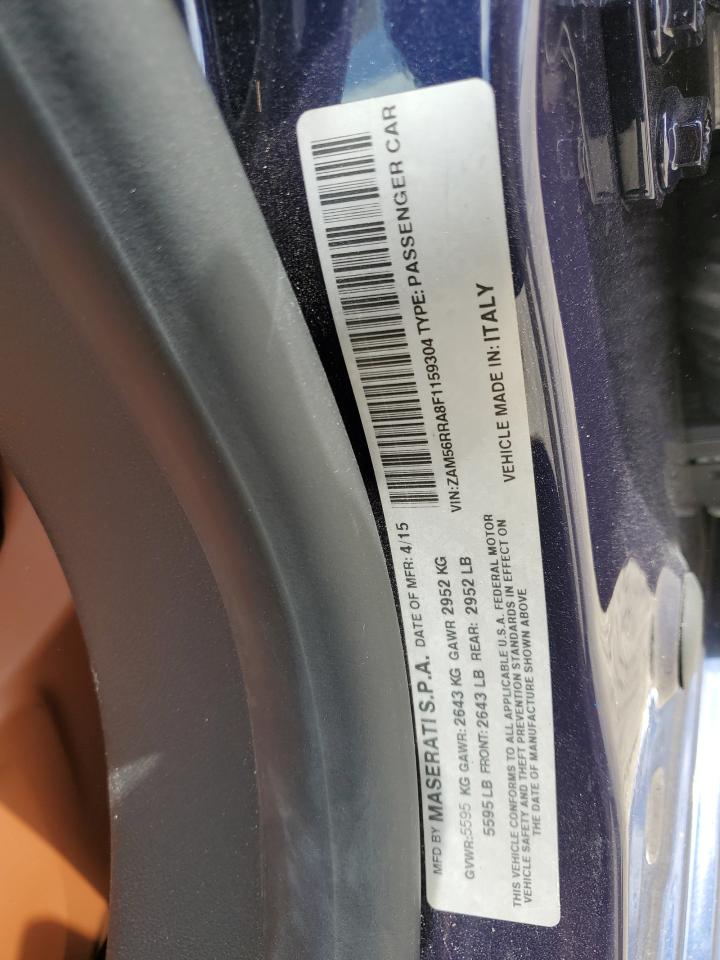 MFD BY MASERATI S.P.A. DATE OF MFR: 4/15
GVWR:5595 KG GAWR: 2643 KG GAWR 2952 KG
5595 LB FRONT: 2643 LB REAR: 2952 LB
THIS VEHICLE CONFORMS TO ALL APPLICABLE U.S.A. FEDERAL MOTOR
VEHICLE SAFETY AND THEFT PREVENTION STANDARDS IN EFFECT ON
THE DATE OF MANUFACTURE SHOWN ABOVE
VIN:ZAM56RRA8F1159304 TYPE: PASSENGER CAR
VEHICLE MADE IN: ITALY